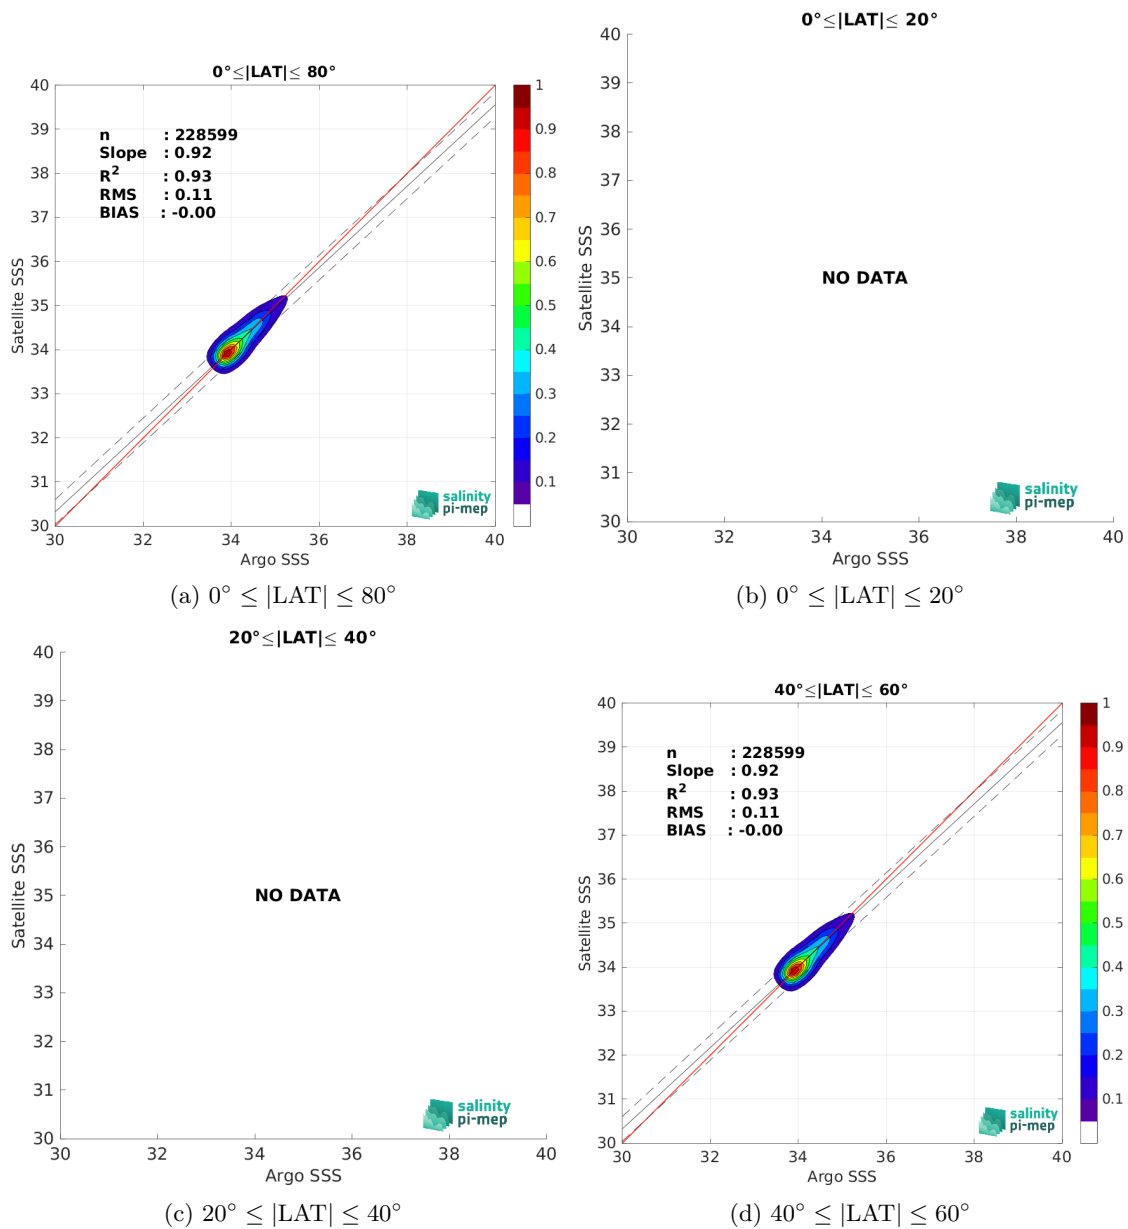 0°≤|LAT|≤ 80°
40
39
38
37
36
35
34
33
32
31
30
Satellite SSS
n : 228599
Slope : 0.92
R² : 0.93
RMS : 0.11
BIAS : -0.00
salinity
pi-mep
30 32 34 36 38 40
Argo SSS
1
0.9
0.8
0.7
0.6
0.5
0.4
0.3
0.2
0.1
(a) 0° ≤ |LAT| ≤ 80°
0°≤|LAT|≤ 20°
40
39
38
37
36
35
34
33
32
31
30
Satellite SSS
NO DATA
salinity
pi-mep
30 32 34 36 38 40
Argo SSS
(b) 0° ≤ |LAT| ≤ 20°
20°≤|LAT|≤ 40°
40
39
38
37
36
35
34
33
32
31
30
Satellite SSS
NO DATA
salinity
pi-mep
30 32 34 36 38 40
Argo SSS
(c) 20° ≤ |LAT| ≤ 40°
40°≤|LAT|≤ 60°
40
39
38
37
36
35
34
33
32
31
30
Satellite SSS
n : 228599
Slope : 0.92
R² : 0.93
RMS : 0.11
BIAS : -0.00
salinity
pi-mep
30 32 34 36 38 40
Argo SSS
1
0.9
0.8
0.7
0.6
0.5
0.4
0.3
0.2
0.1
(d) 40° ≤ |LAT| ≤ 60°